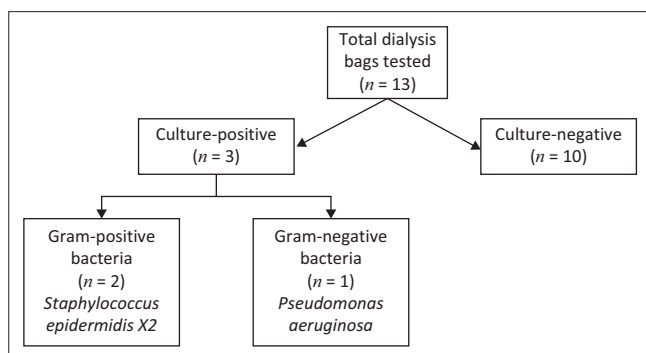 Total dialysis
bags tested
(n = 13)
Culture-positive
(n = 3)
Culture-negative
(n = 10)
Gram-positive
bacteria
(n = 2)
Staphylococcus
epidermidis X2
Gram-negative
bacteria
(n = 1)
Pseudomonas
aeruginosa